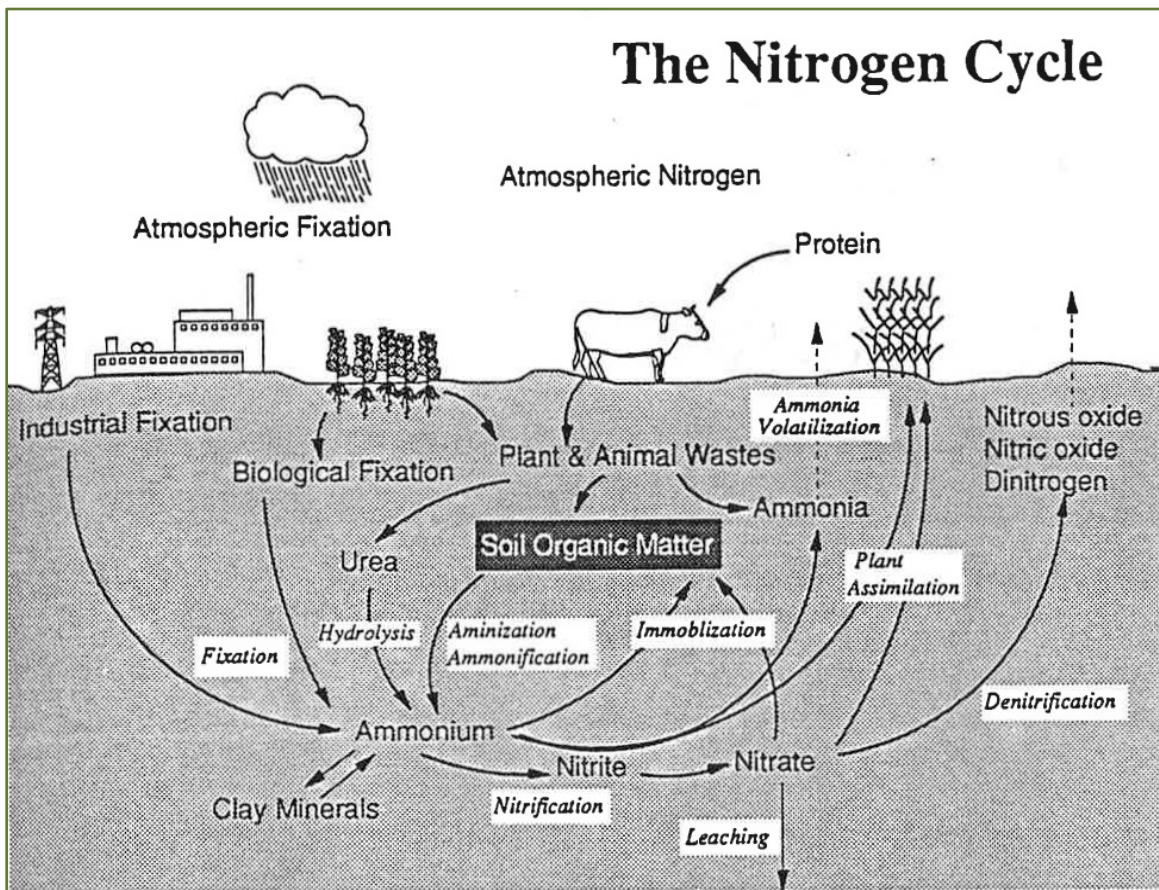 The Nitrogen Cycle
Atmospheric Nitrogen
Atmospheric Fixation
Protein
Industrial Fixation
Biological Fixation
Plant & Animal Wastes
Ammonia
Volatilization
Nitrous oxide
Nitric oxide
Dinitrogen
Ammonia
Urea
Soil Organic Matter
Plant
Assimilation
Hydrolysis
Aminization
Ammonification
Immoblization
Fixation
Denitrification
Ammonium
Nitrite
Nitrate
Clay Minerals
Nitrification
Leaching